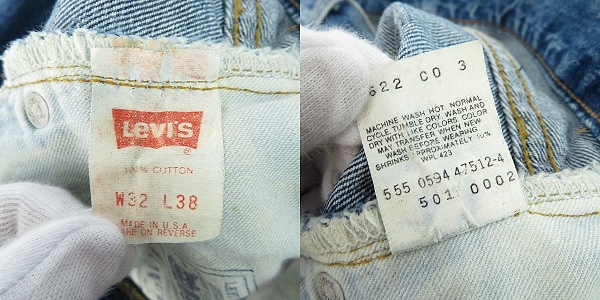 Levi's
®
100% COTTON
W32 L38
MADE IN U.S.A
ARE ON REVERSE
522 CO 3
MACHINE WASH HOT, NORMAL
CYCLE, TUMBLE DRY. WASH AND
DRY WITH LIKE COLORS. COLOR
MAY TRANSFER WHEN NEW
WASH BEFORE WEARING
SHRINKS APPROXIMATELY 10%
WPL 423
555 0594 47512-4
501 0002